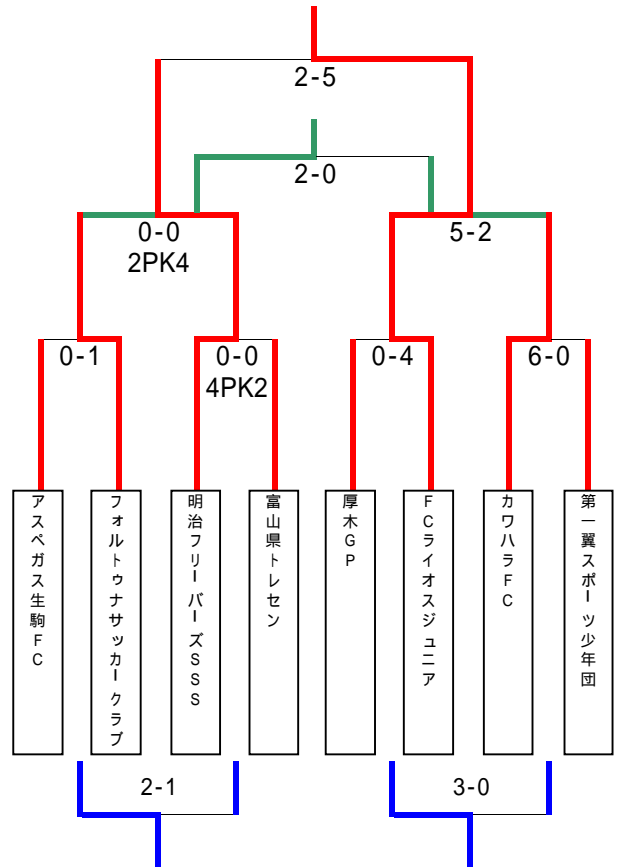 2-5
2-0
0-0
2PK4
5-2
0-1
0-0
4PK2
0-4
6-0
アスペガス生駒FC
フォルトゥナサッカークラブ
明治フリーバーズSSS
富山県トレセン
厚木GP
FCライオスジュニア
カワハラFC
第一翼スポーツ少年団
2-1
3-0